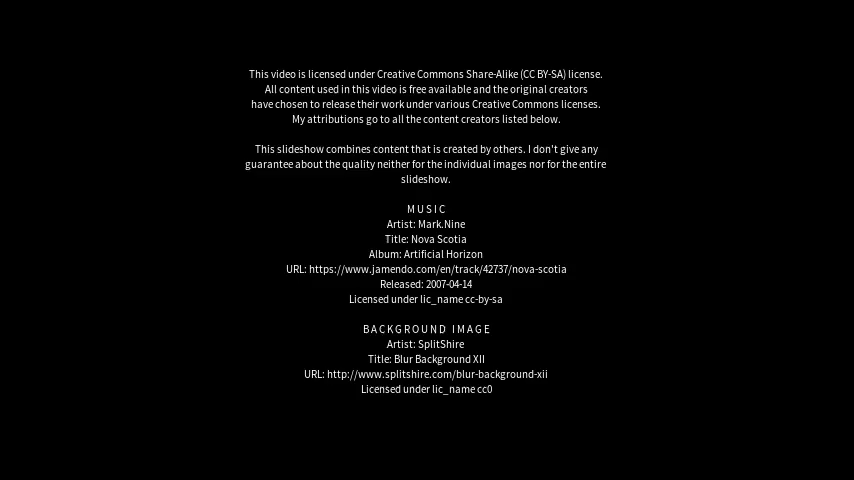 This video is licensed under Creative Commons Share-Alike (CC BY-SA) license.
All content used in this video is free available and the original creators
have chosen to release their work under various Creative Commons licenses.
My attributions go to all the content creators listed below.
This slideshow combines content that is created by others. I don't give any
guarantee about the quality neither for the individual images nor for the entire
slideshow.
MUSIC
Artist: Mark.Nine
Title: Nova Scotia
Album: Artificial Horizon
URL: https://www.jamendo.com/en/track/42737/nova-scotia
Released: 2007-04-14
Licensed under lic_name cc-by-sa
BACKGROUND IMAGE
Artist: SplitShire
Title: Blur Background XII
URL: http://www.splitshire.com/blur-background-xii
Licensed under lic_name cc0